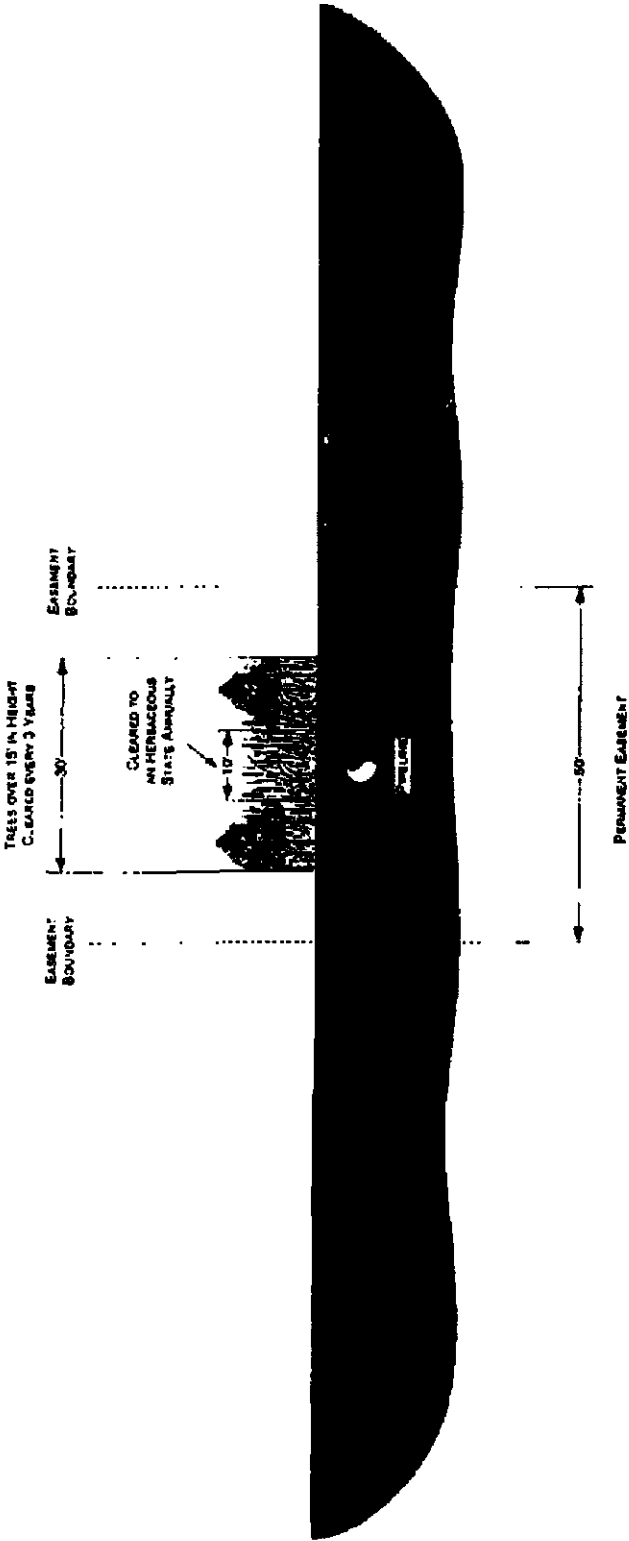 TREES OVER 15' IN HEIGHT
CLEARED EVERY 3 YEARS
30'
EASEMENT
BOUNDARY
EASEMENT
BOUNDARY
CLEARED TO
AN HERBACEOUS
STATE ANNUALLY
10'
50'
PERMANENT EASEMENT